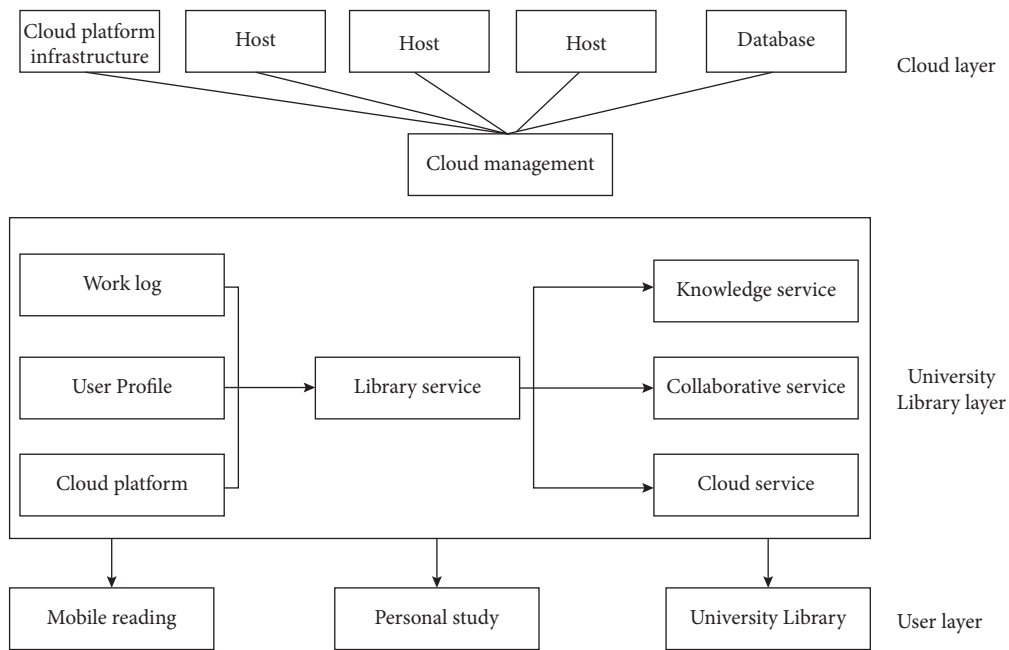 Cloud platform
infrastructure
Host
Host
Host
Database
Cloud layer
Cloud management
Work log
User Profile
Cloud platform
Library service
Knowledge service
Collaborative service
Cloud service
University
Library layer
Mobile reading
Personal study
University Library
User layer